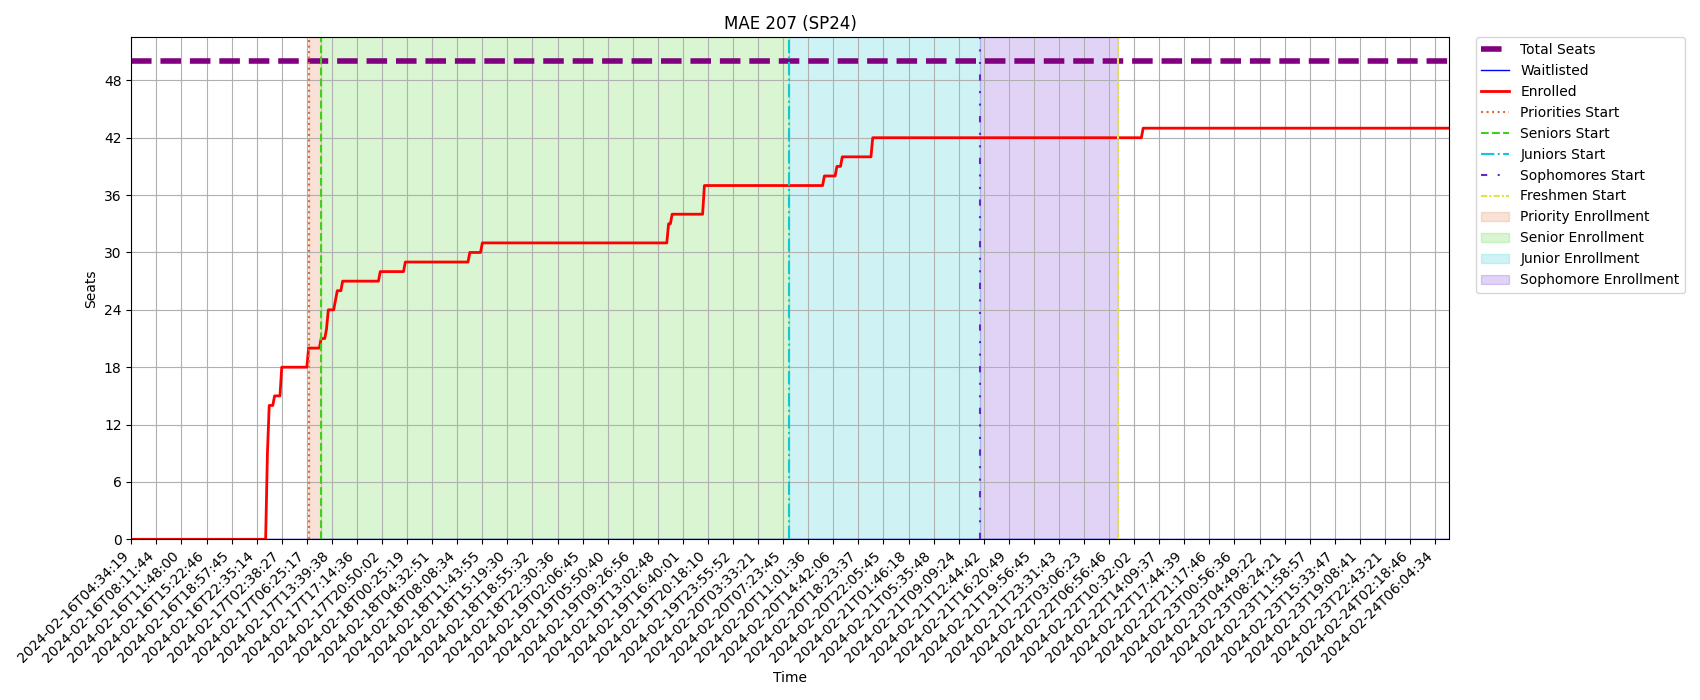 MAE 207 (SP24)
Total Seats
Waitlisted
Enrolled
Priorities Start
Seniors Start
Juniors Start
Sophomores Start
Freshmen Start
Priority Enrollment
Senior Enrollment
Junior Enrollment
Sophomore Enrollment
Seats
48
42
36
30
24
18
12
6
0
2024-02-16T04:34:19
2024-02-16T08:11:44
2024-02-16T11:48:00
2024-02-16T15:22:46
2024-02-16T18:57:45
2024-02-16T22:35:14
2024-02-17T02:38:27
2024-02-17T06:25:17
2024-02-17T13:39:38
2024-02-17T17:14:36
2024-02-17T20:50:02
2024-02-18T00:25:19
2024-02-18T04:32:51
2024-02-18T08:08:34
2024-02-18T11:43:55
2024-02-18T15:19:30
2024-02-18T18:55:32
2024-02-18T22:30:36
2024-02-19T02:06:45
2024-02-19T05:50:40
2024-02-19T09:26:56
2024-02-19T13:02:48
2024-02-19T16:40:01
2024-02-19T20:18:10
2024-02-19T23:55:52
2024-02-20T03:33:21
2024-02-20T07:23:45
2024-02-20T11:01:36
2024-02-20T14:42:06
2024-02-20T18:23:37
2024-02-20T22:05:45
2024-02-21T01:46:18
2024-02-21T05:35:48
2024-02-21T09:09:24
2024-02-21T12:44:42
2024-02-21T16:20:49
2024-02-21T19:56:45
2024-02-21T23:31:43
2024-02-22T03:06:23
2024-02-22T06:56:46
2024-02-22T10:32:02
2024-02-22T14:09:37
2024-02-22T17:44:39
2024-02-22T21:17:46
2024-02-23T00:56:36
2024-02-23T04:49:22
2024-02-23T08:24:21
2024-02-23T11:58:57
2024-02-23T15:33:47
2024-02-23T19:08:41
2024-02-23T22:43:21
2024-02-24T02:18:46
2024-02-24T06:04:34
Time